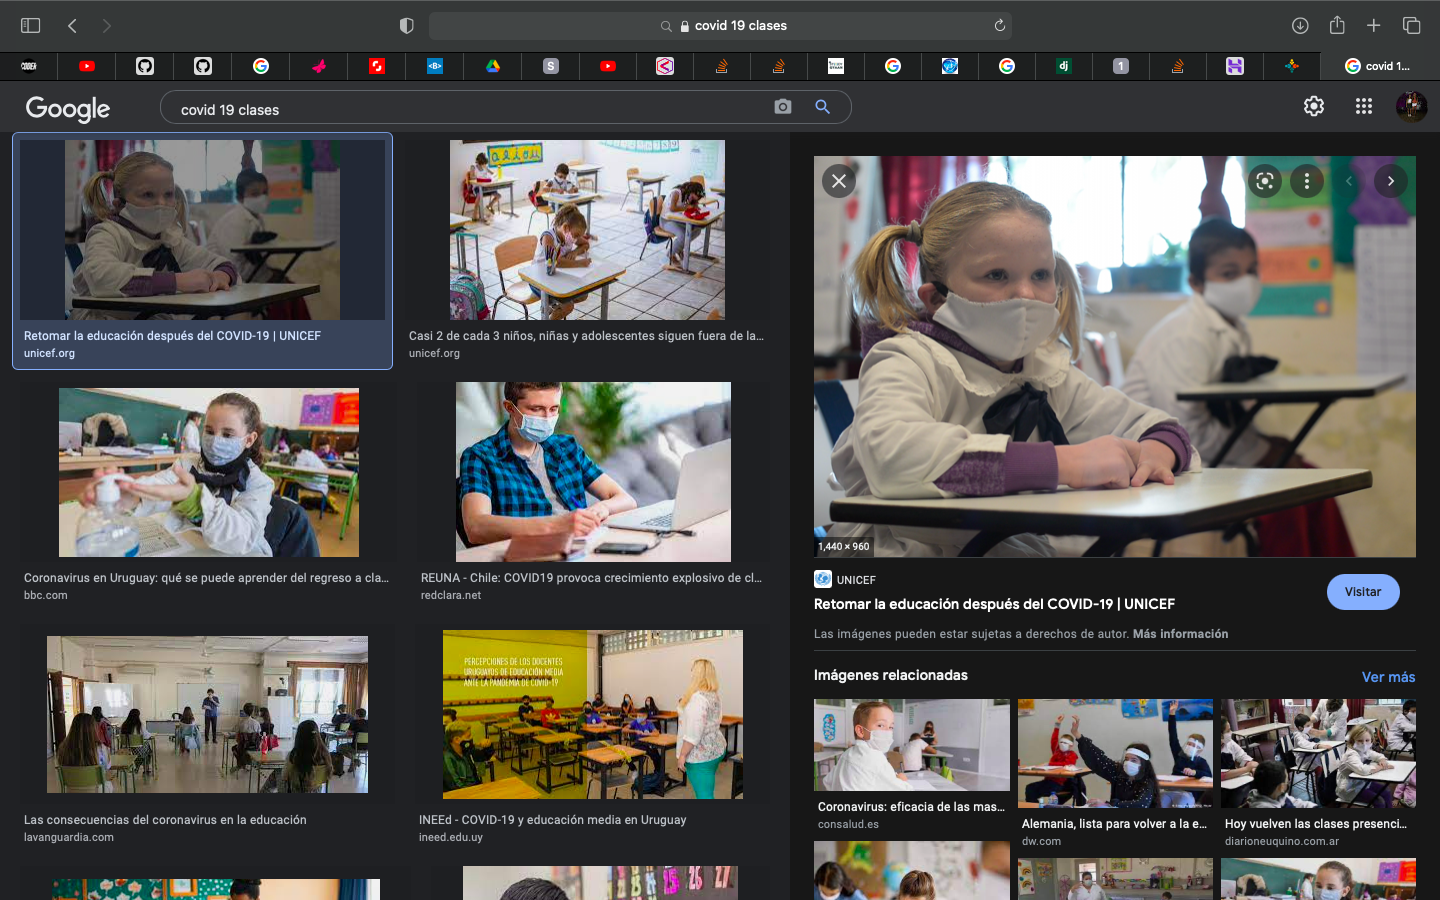 covid 19 clases
CODER
<B>
S
dj
1
covid 1...
Google
covid 19 clases
Retomar la educación después del COVID-19 | UNICEF
unicef.org
Casi 2 de cada 3 niños, niñas y adolescentes siguen fuera de la...
unicef.org
Coronavirus en Uruguay: qué se puede aprender del regreso a cla...
bbc.com
REUNA - Chile: COVID19 provoca crecimiento explosivo de cl...
redclara.net
PERCEPCIONES DE LOS DOCENTES
URUGUAYOS DE EDUCACIÓN MEDIA
ANTE LA PANDEMIA DE COVID-19
Las consecuencias del coronavirus en la educación
lavanguardia.com
INEEd - COVID-19 y educación media en Uruguay
ineed.edu.uy
25 26 27
1,440 × 960
UNICEF
Retomar la educación después del COVID-19 | UNICEF
Visitar
Las imágenes pueden estar sujetas a derechos de autor. Más información
Imágenes relacionadas
Ver más
Coronavirus: eficacia de las mas...
consalud.es
Alemania, lista para volver a la e...
dw.com
Hoy vuelven las clases presenci...
diarioneuquino.com.ar